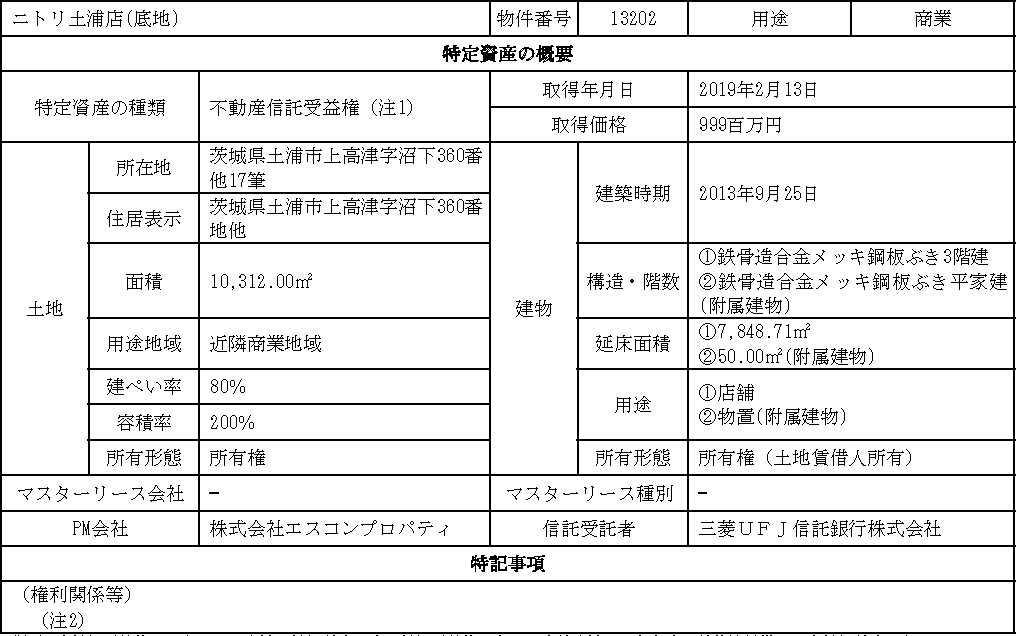 ニトリ土浦店(底地) 物件番号 13202 用途 商業
特定資産の概要
特定資産の種類 不動産信託受益権（注1） 取得年月日 2019年2月13日
取得価格 999百万円
土地 所在地 茨城県土浦市上高津字沼下360番
他17筆
住居表示 茨城県土浦市上高津字沼下360番
地他
面積 10,312.00㎡
用途地域 近隣商業地域
建ぺい率 80%
容積率 200%
所有形態 所有権
建物 建築時期 2013年9月25日
構造・階数 ①鉄骨造合金メッキ鋼板ぶき3階建
②鉄骨造合金メッキ鋼板ぶき平家建
(附属建物)
延床面積 ①7,848.71㎡
②50.00㎡(附属建物)
用途 ①店舗
②物置(附属建物)
所有形態 所有権（土地賃借人所有）
マスターリース会社 － マスターリース種別 －
PM会社 株式会社エスコンプロパティ 信託受託者 三菱ＵＦＪ信託銀行株式会社
特記事項
（権利関係等）
（注2）